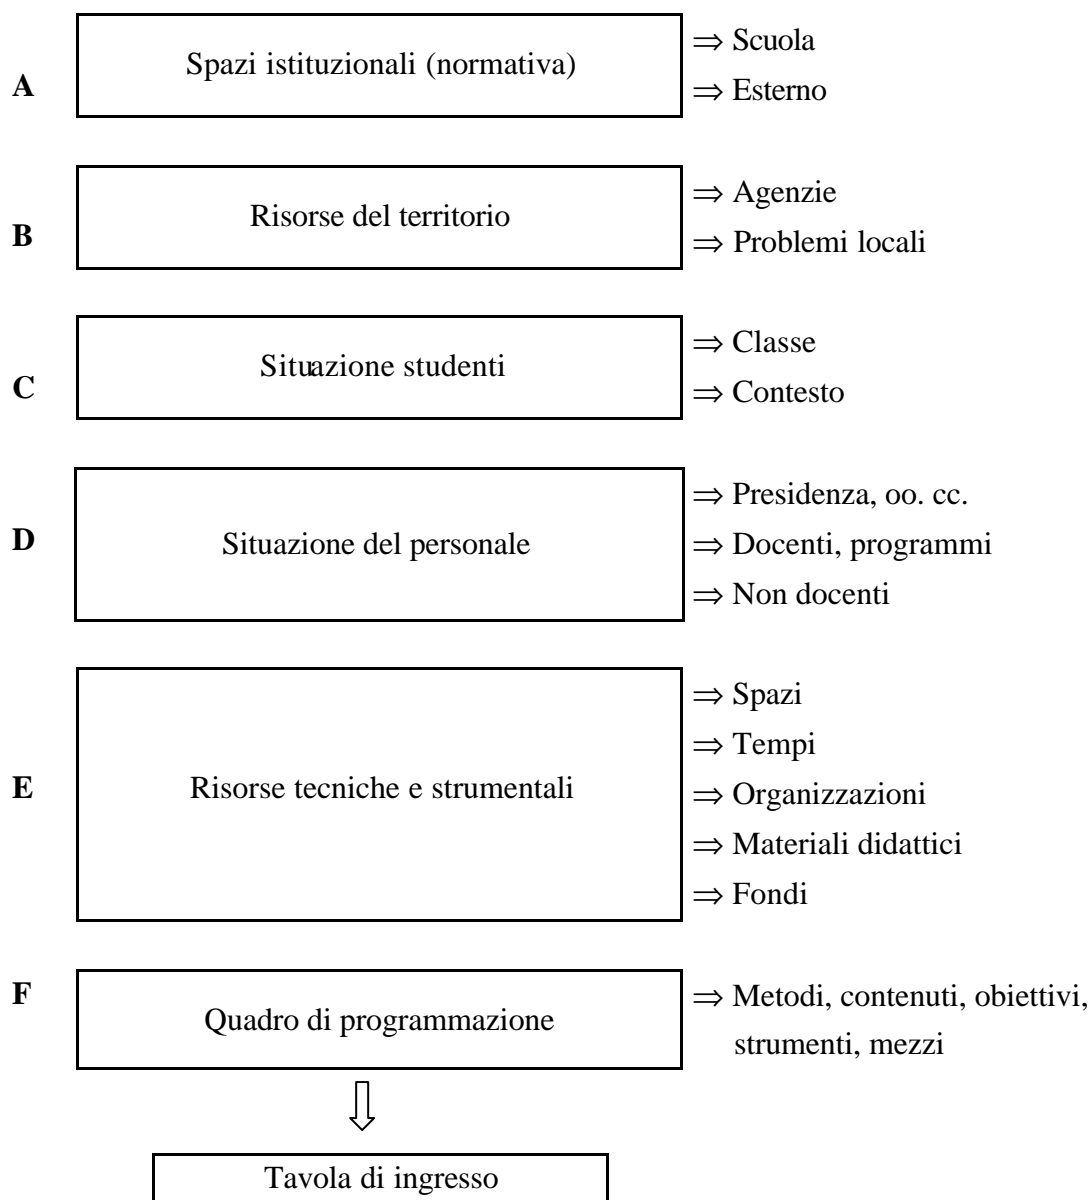 A
Spazi istituzionali (normativa)
⇒ Scuola
⇒ Esterno
B
Risorse del territorio
⇒ Agenzie
⇒ Problemi locali
C
Situazione studenti
⇒ Classe
⇒ Contesto
D
Situazione del personale
⇒ Presidenza, oo. cc.
⇒ Docenti, programmi
⇒ Non docenti
E
Risorse tecniche e strumentali
⇒ Spazi
⇒ Tempi
⇒ Organizzazioni
⇒ Materiali didattici
⇒ Fondi
F
Quadro di programmazione
⇒ Metodi, contenuti, obiettivi,
strumenti, mezzi
Tavola di ingresso